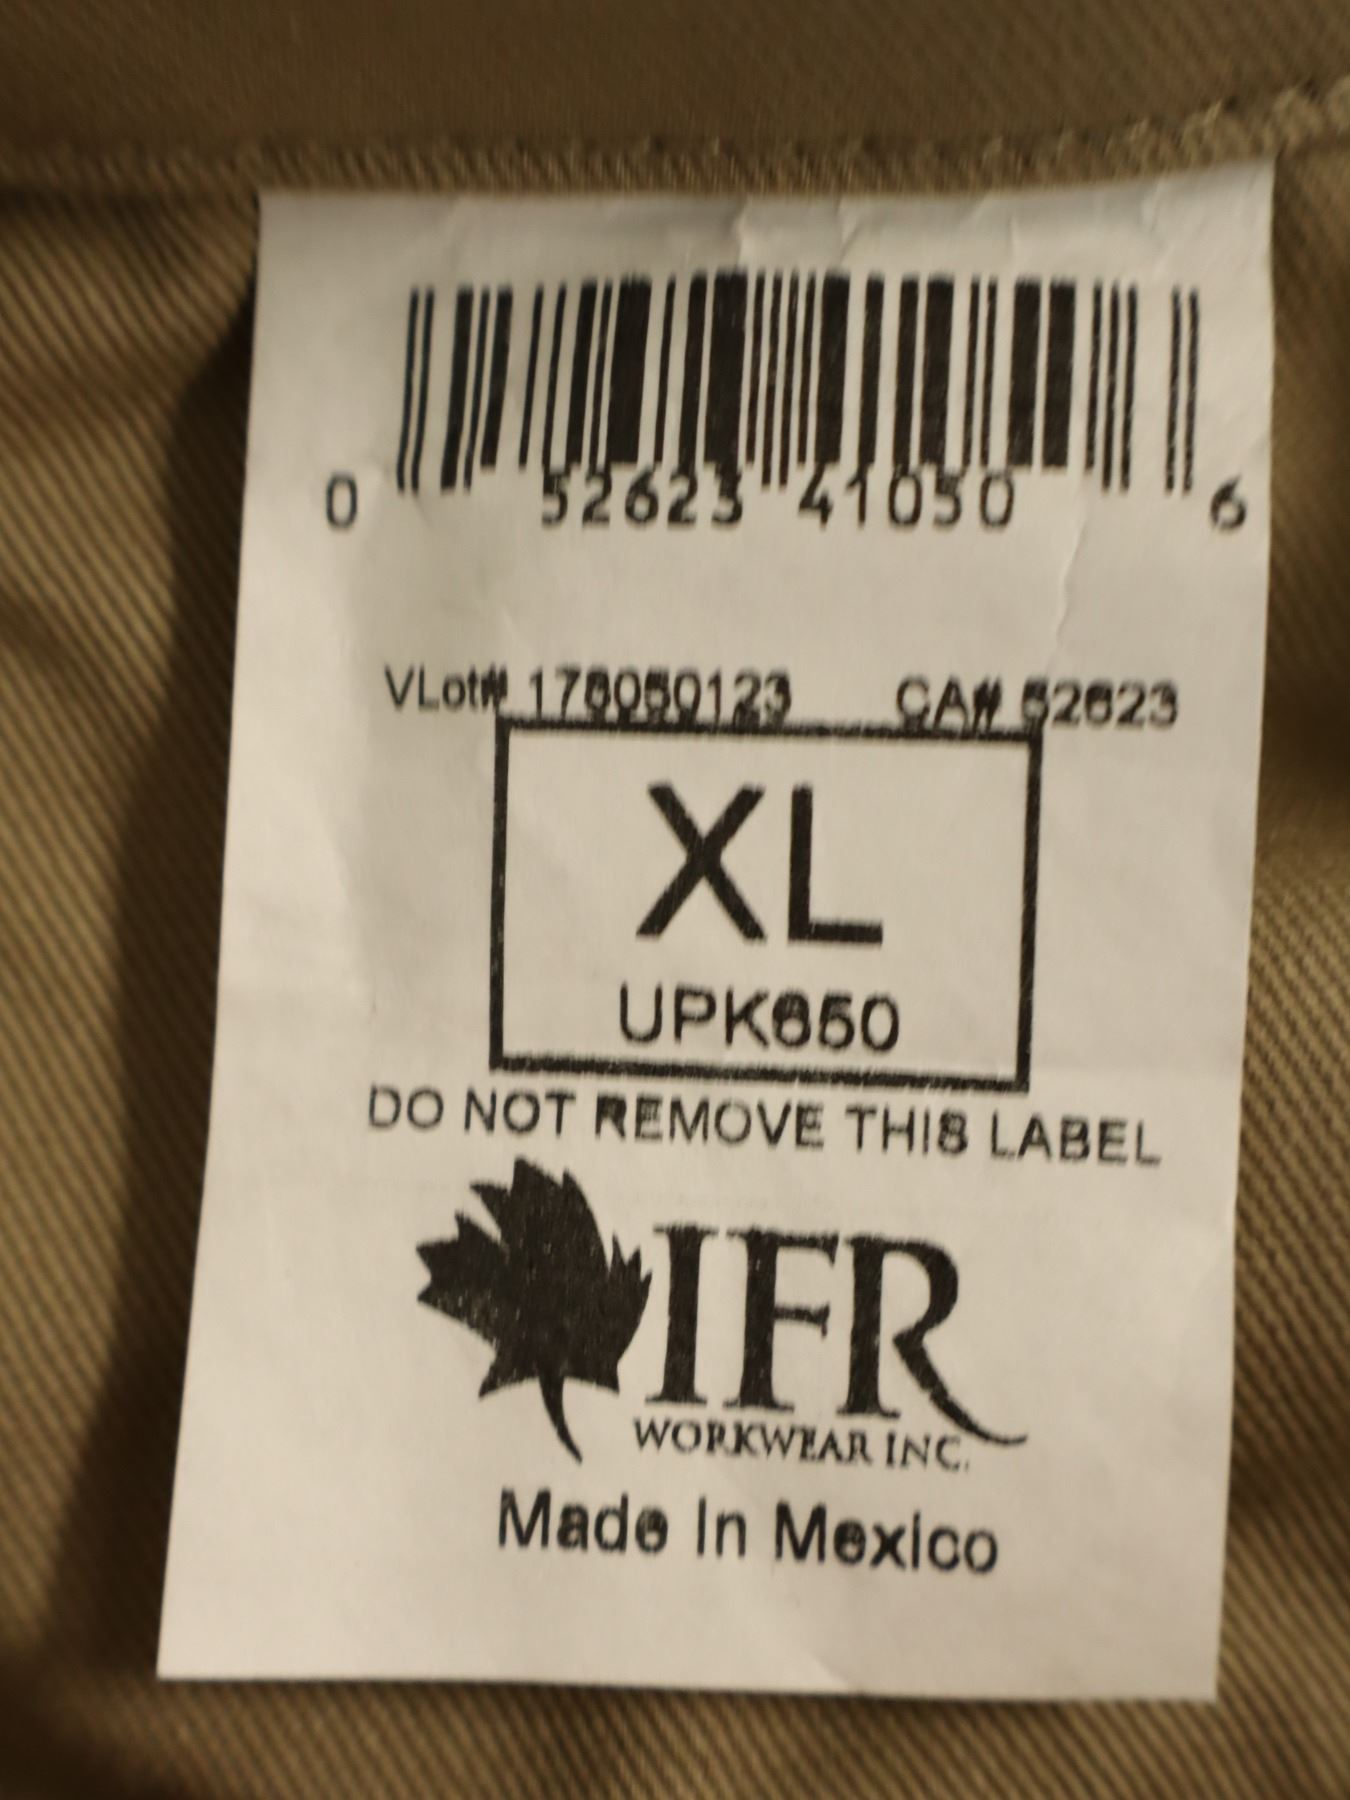 0 52623 41050 6
VLot# 178050123 CA# 52623
XL
UPK650
DO NOT REMOVE THIS LABEL
IFR
WORKWEAR INC.
Made In Mexico